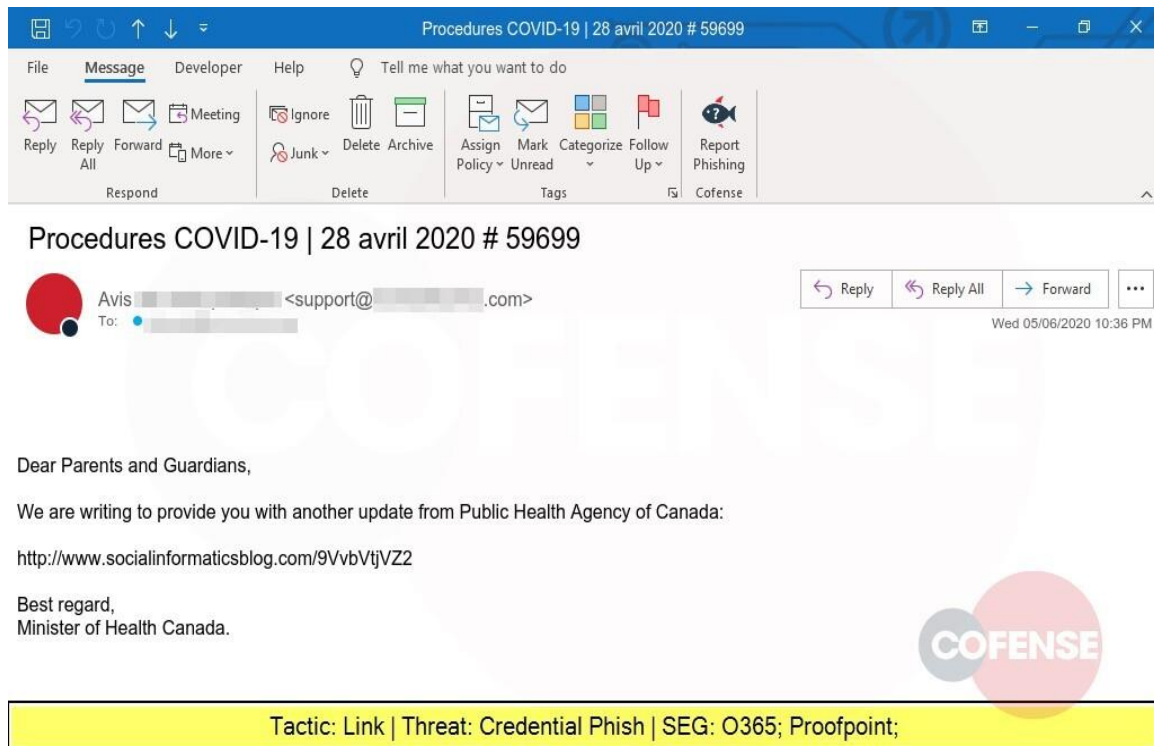 Procedures COVID-19 | 28 avril 2020 # 59699
File Message Developer Help Tell me what you want to do
Reply
Reply All
Forward
Meeting
More
Respond
Ignore
Junk
Delete
Archive
Delete
Assign Policy
Mark Unread
Categorize
Follow Up
Tags
Report Phishing
Cofense
Procedures COVID-19 | 28 avril 2020 # 59699
Avis <support@ .com>
To:
Reply Reply All Forward ...
Wed 05/06/2020 10:36 PM
COFENSE
Dear Parents and Guardians,
We are writing to provide you with another update from Public Health Agency of Canada:
http://www.socialinformaticsblog.com/9VvbVtjVZ2
Best regard,
Minister of Health Canada.
COFENSE
Tactic: Link | Threat: Credential Phish | SEG: O365; Proofpoint;